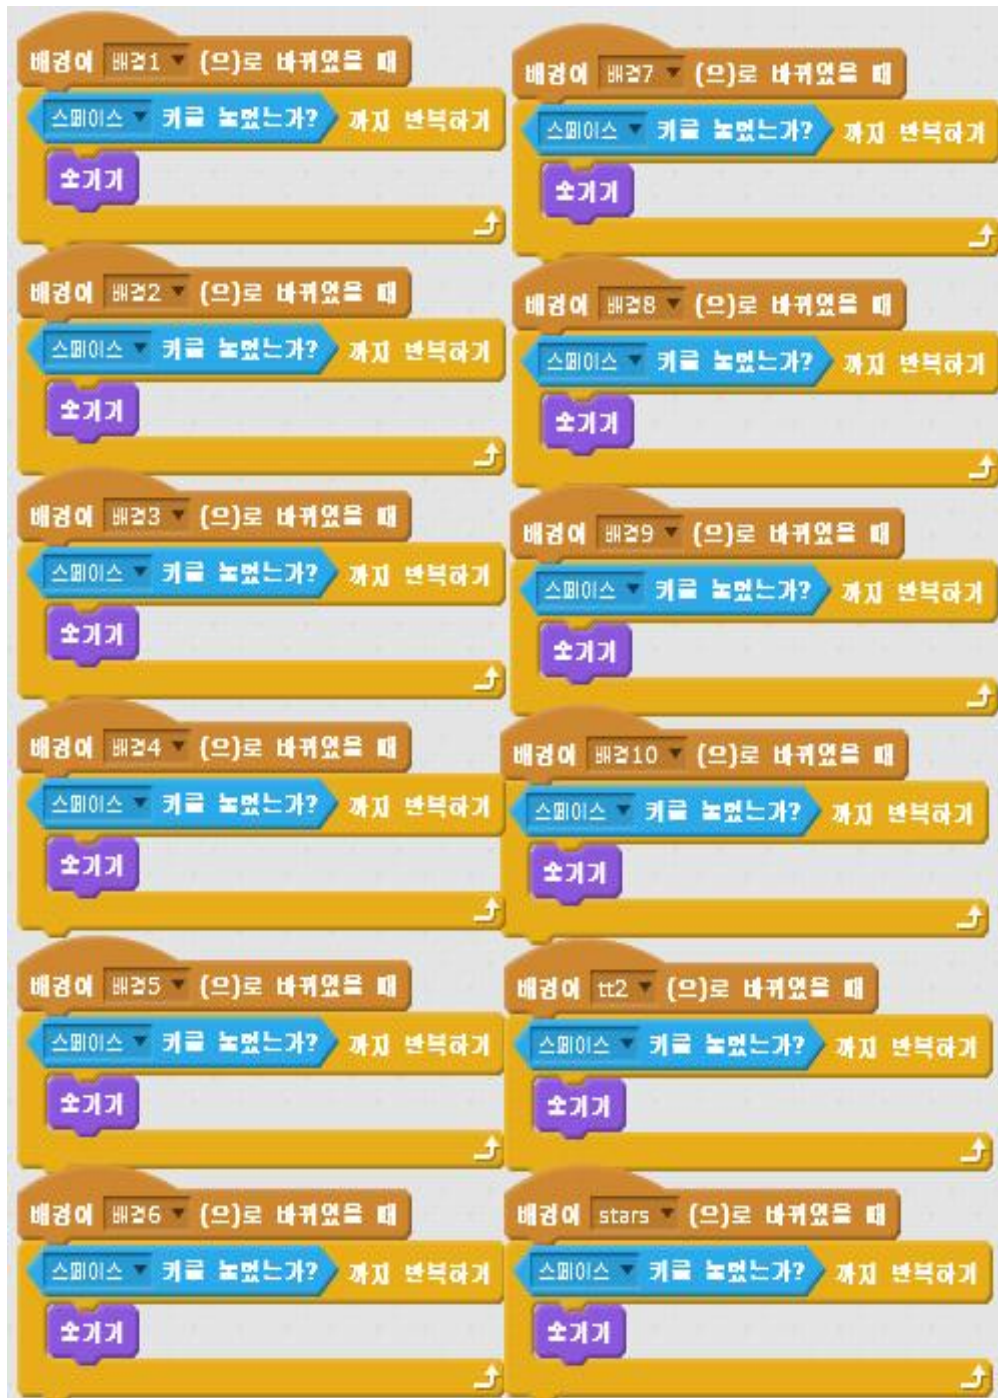 배경이 배경1 (으)로 바뀌었을 때
스페이스 키를 눌렀는가? 까지 반복하기
숨기기
배경이 배경2 (으)로 바뀌었을 때
스페이스 키를 눌렀는가? 까지 반복하기
숨기기
배경이 배경3 (으)로 바뀌었을 때
스페이스 키를 눌렀는가? 까지 반복하기
숨기기
배경이 배경4 (으)로 바뀌었을 때
스페이스 키를 눌렀는가? 까지 반복하기
숨기기
배경이 배경5 (으)로 바뀌었을 때
스페이스 키를 눌렀는가? 까지 반복하기
숨기기
배경이 배경6 (으)로 바뀌었을 때
스페이스 키를 눌렀는가? 까지 반복하기
숨기기
배경이 배경7 (으)로 바뀌었을 때
스페이스 키를 눌렀는가? 까지 반복하기
숨기기
배경이 배경8 (으)로 바뀌었을 때
스페이스 키를 눌렀는가? 까지 반복하기
숨기기
배경이 배경9 (으)로 바뀌었을 때
스페이스 키를 눌렀는가? 까지 반복하기
숨기기
배경이 배경10 (으)로 바뀌었을 때
스페이스 키를 눌렀는가? 까지 반복하기
숨기기
배경이 tt2 (으)로 바뀌었을 때
스페이스 키를 눌렀는가? 까지 반복하기
숨기기
배경이 stars (으)로 바뀌었을 때
스페이스 키를 눌렀는가? 까지 반복하기
숨기기